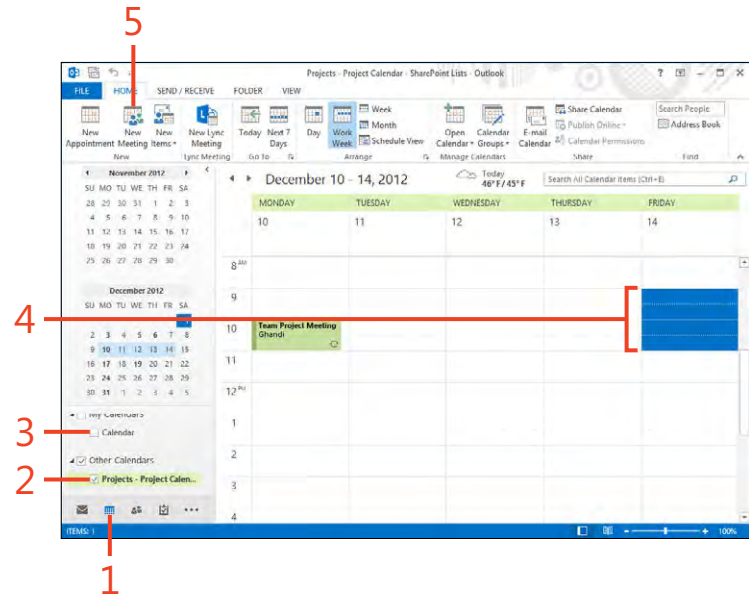 5
Projects - Project Calendar - SharePoint Lists - Outlook
FILE HOME SEND / RECEIVE FOLDER VIEW
New Appointment New Meeting New Items New Lync Meeting Today Next 7 Days Day Work Week Week Month Schedule View Open Calendar Calendar Groups E-mail Calendar Share Calendar Publish Online Calendar Permissions Search People Address Book
New Lync Meeting Go To Arrange Manage Calendars Share Find
November 2012
SU MO TU WE TH FR SA
28 29 30 31 1 2 3
4 5 6 7 8 9 10
11 12 13 14 15 16 17
18 19 20 21 22 23 24
25 26 27 28 29 30
December 2012
SU MO TU WE TH FR SA
2 3 4 5 6 7 8
9 10 11 12 13 14 15
16 17 18 19 20 21 22
23 24 25 26 27 28 29
30 31 1 2 3 4 5
My Calendars
Calendar
Other Calendars
Projects - Project Calen...
ITEMS: 1
December 10 - 14, 2012
Today
46° F / 45° F
Search All Calendar Items (Ctrl+E)
MONDAY TUESDAY WEDNESDAY THURSDAY FRIDAY
10 11 12 13 14
8 AM
9
10
Team Project Meeting
Ghandi
11
12 PM
1
2
3
4
100%
4
3
2
1